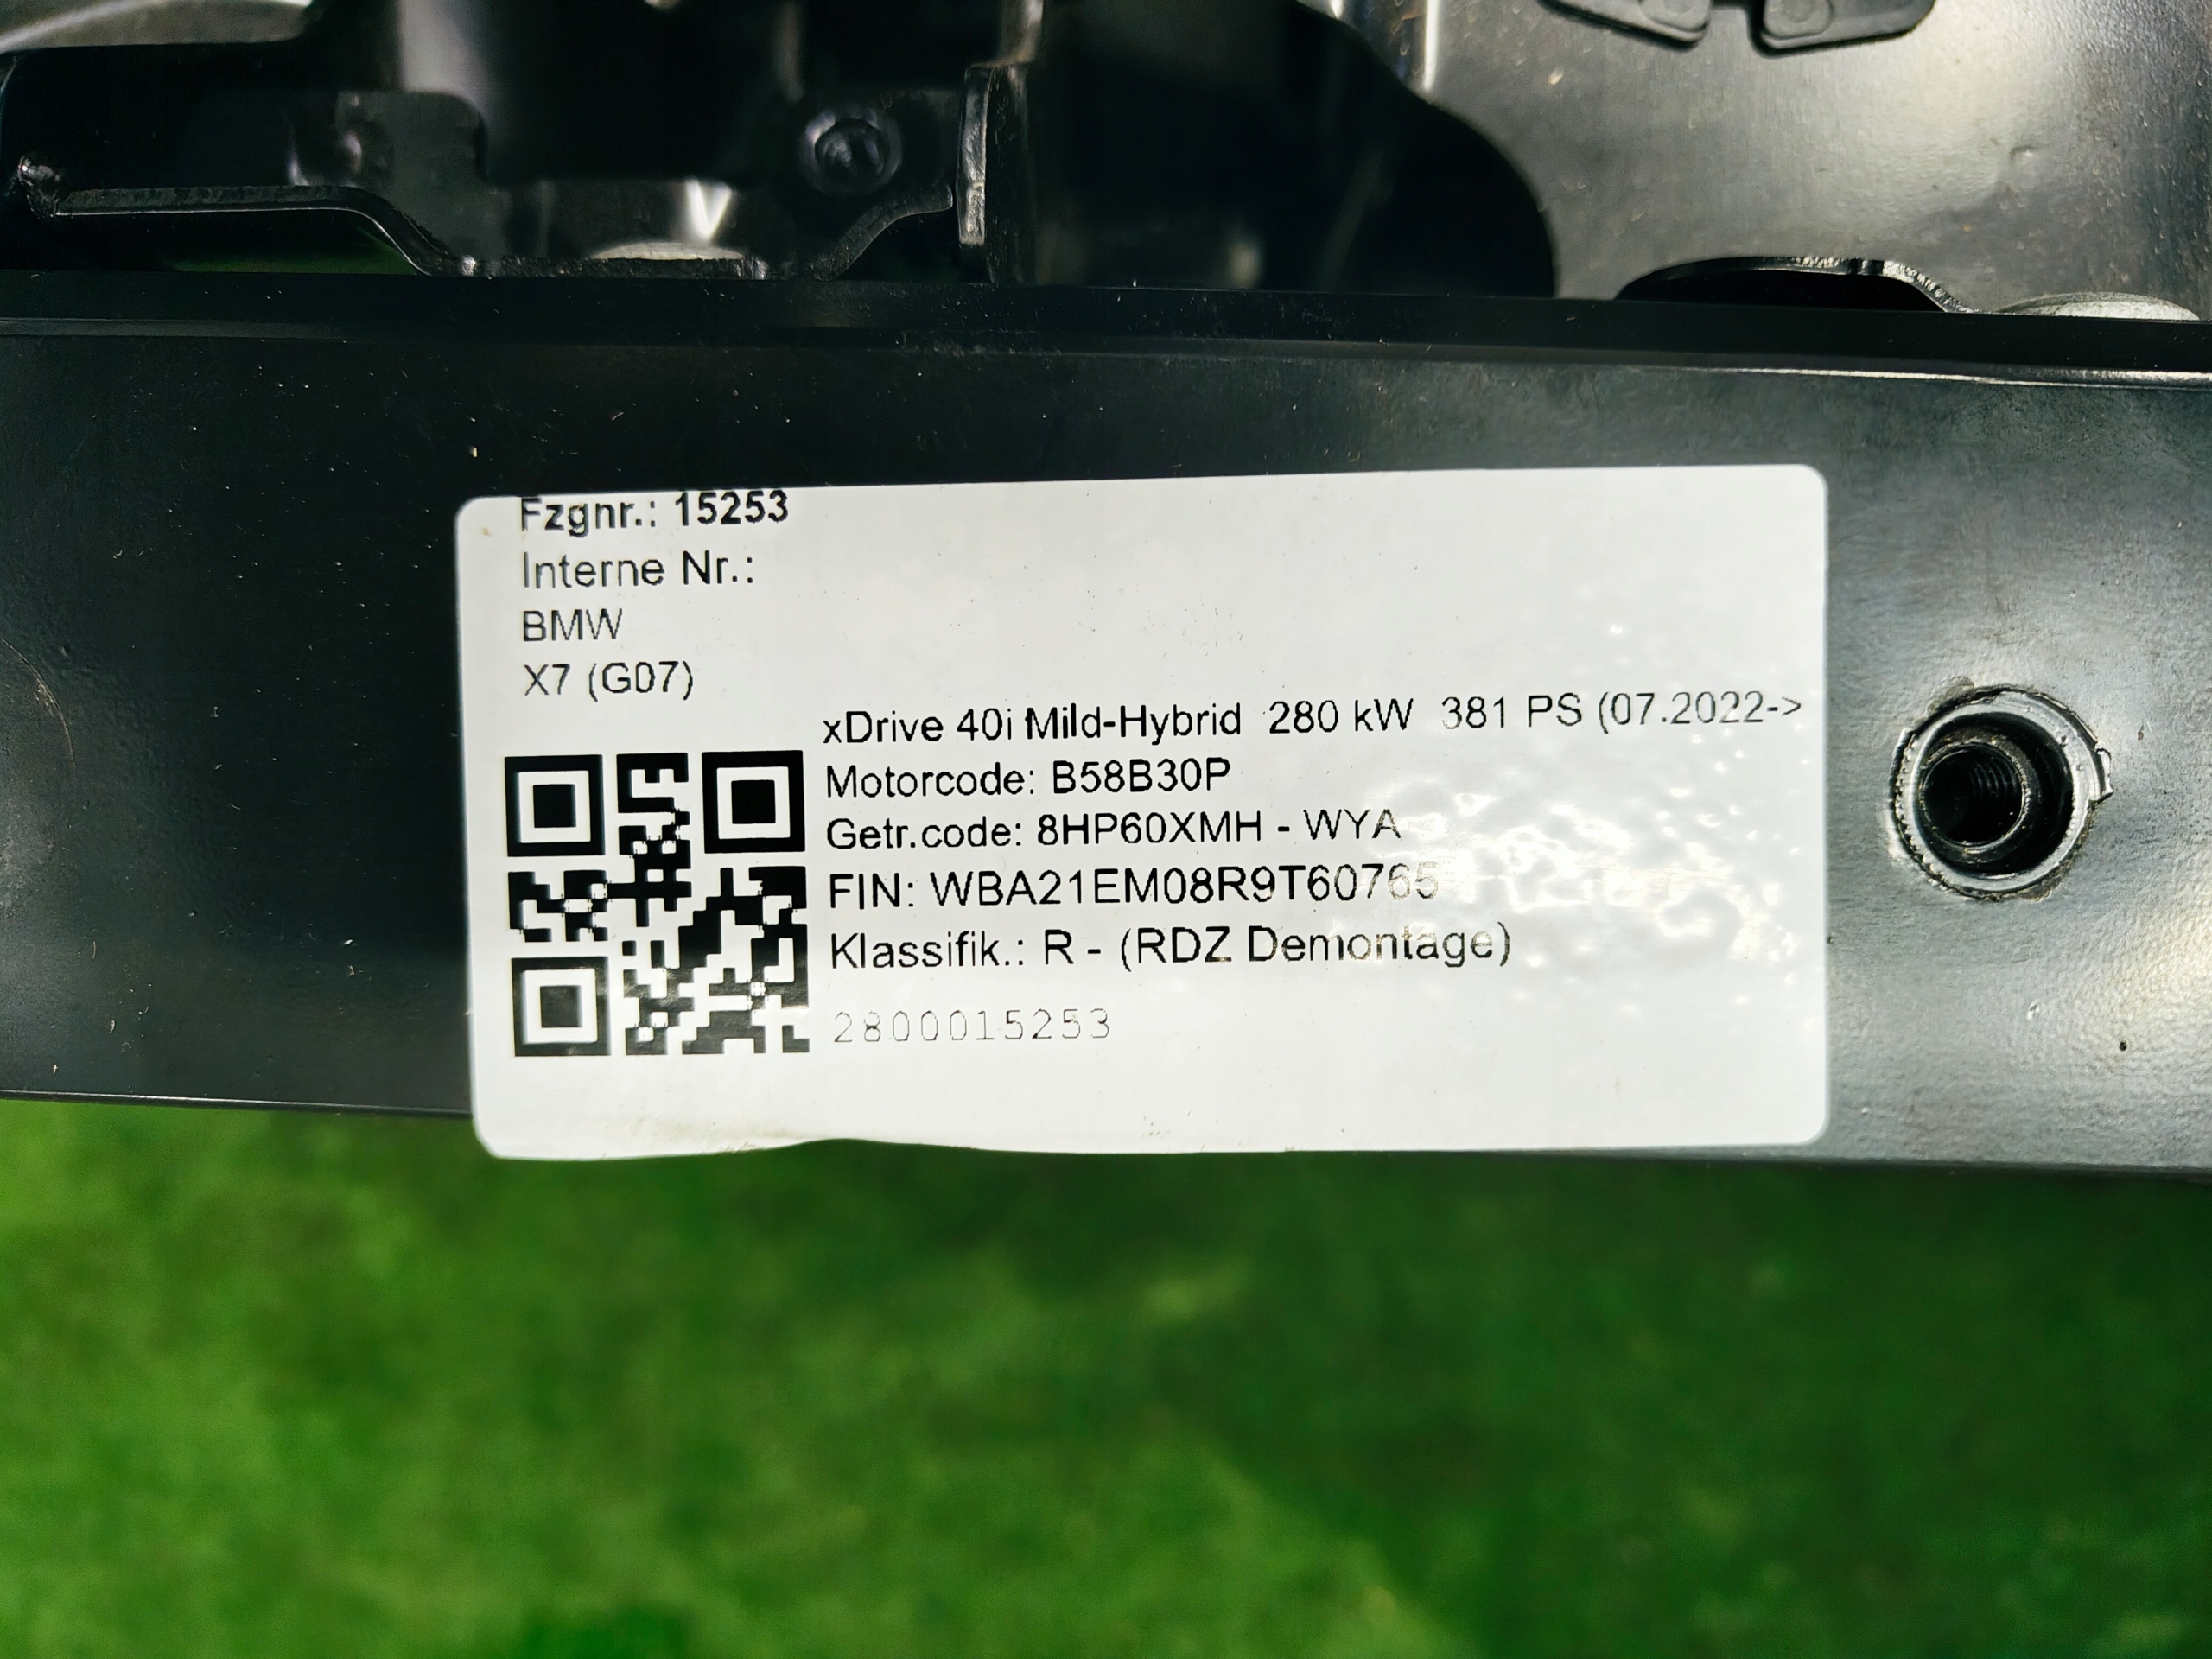 Fzgnr.: 15253
Interne Nr.:
BMW
X7 (G07)
xDrive 40i Mild-Hybrid 280 kW 381 PS (07.2022->
Motorcode: B58B30P
Getr.code: 8HP60XMH - WYA
FIN: WBA21EM08R9T60765
Klassifik.: R - (RDZ Demontage)
2800015253